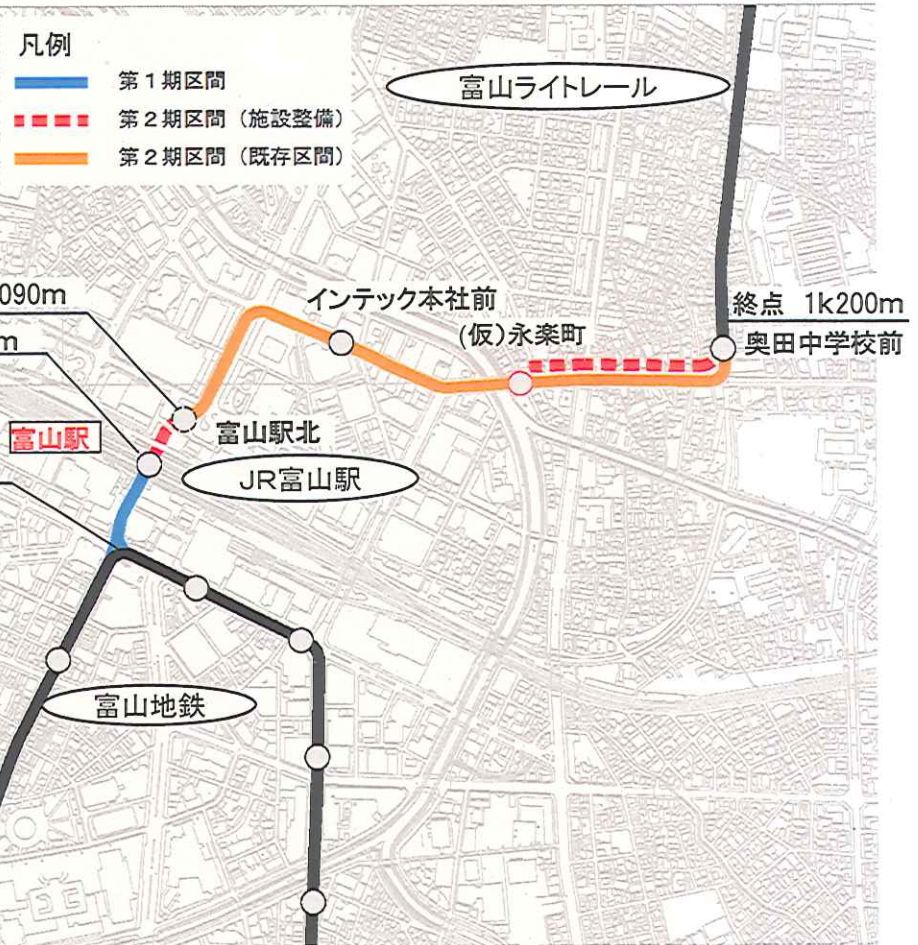 凡例
第1期区間
第2期区間(施設整備)
第2期区間(既存区間)
富山ライトレール
090m
インテック本社前
終点 1k200m
m
(仮)永楽町
奥田中学校前
富山駅
富山駅北
JR富山駅
富山地鉄